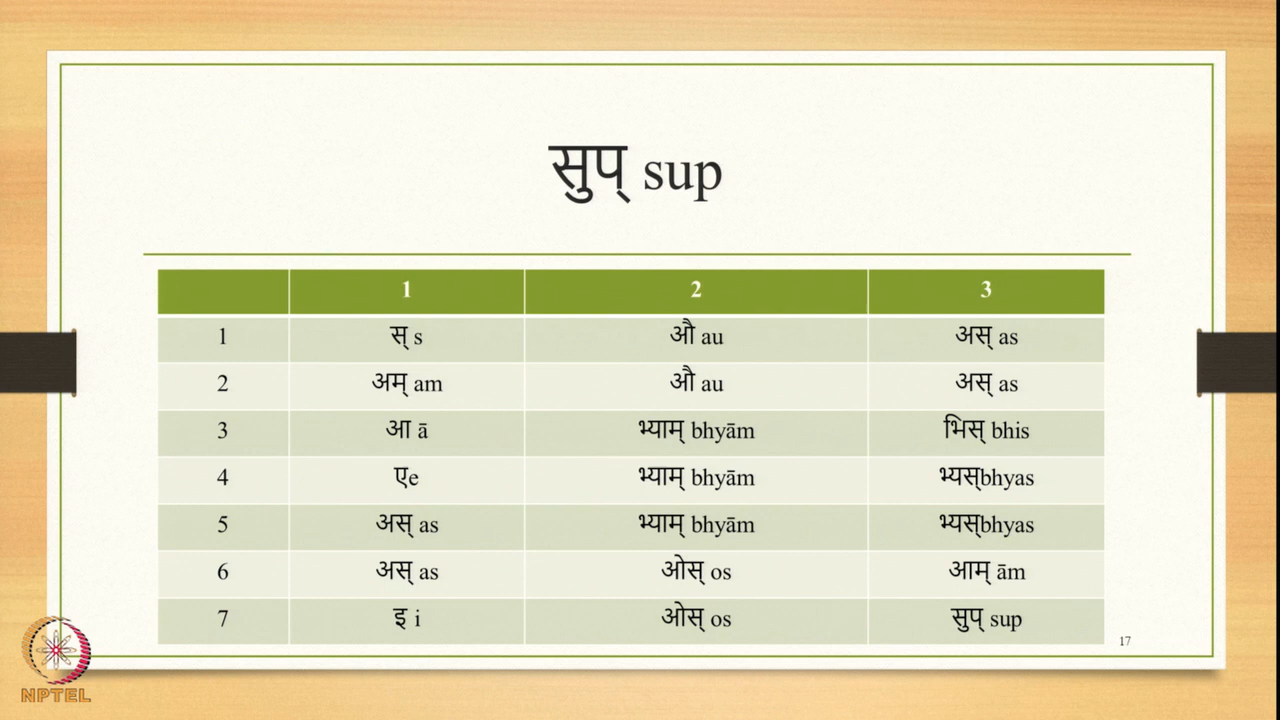 सुप् sup
1 2 3
1 स् s औ au अस् as
2 अम् am औ au अस् as
3 आ ā भ्याम् bhyām भिस् bhis
4 एe भ्याम् bhyām भ्यस्bhyas
5 अस् as भ्याम् bhyām भ्यस्bhyas
6 अस् as ओस् os आम् ām
7 इ i ओस् os सुप् sup
17
NPTEL